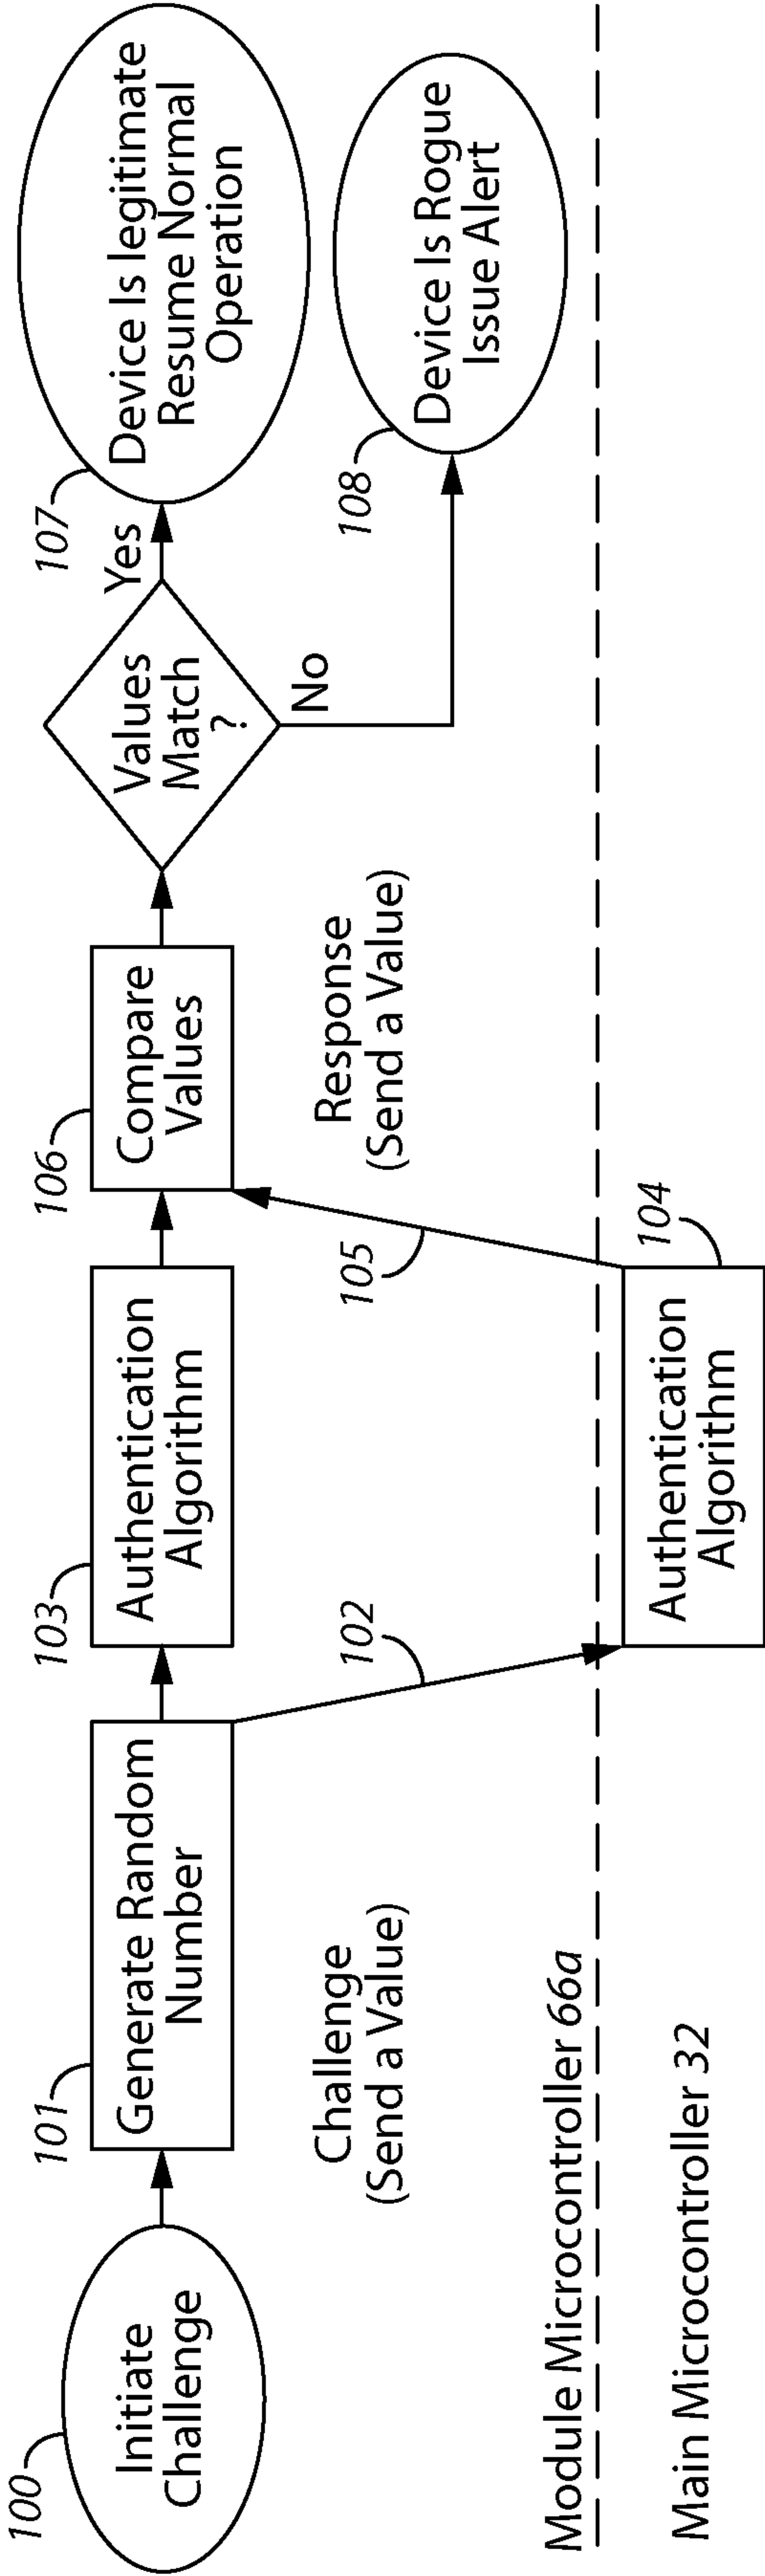 100
Initiate
Challenge
101
Generate Random
Number
Challenge
(Send a Value)
102
103
Authentication
Algorithm
104
Authentication
Algorithm
105
Response
(Send a Value)
106
Compare
Values
Values
Match
?
Yes
No
107
Device Is legitimate
Resume Normal
Operation
108
Device Is Rogue
Issue Alert
Module Microcontroller 66a
Main Microcontroller 32